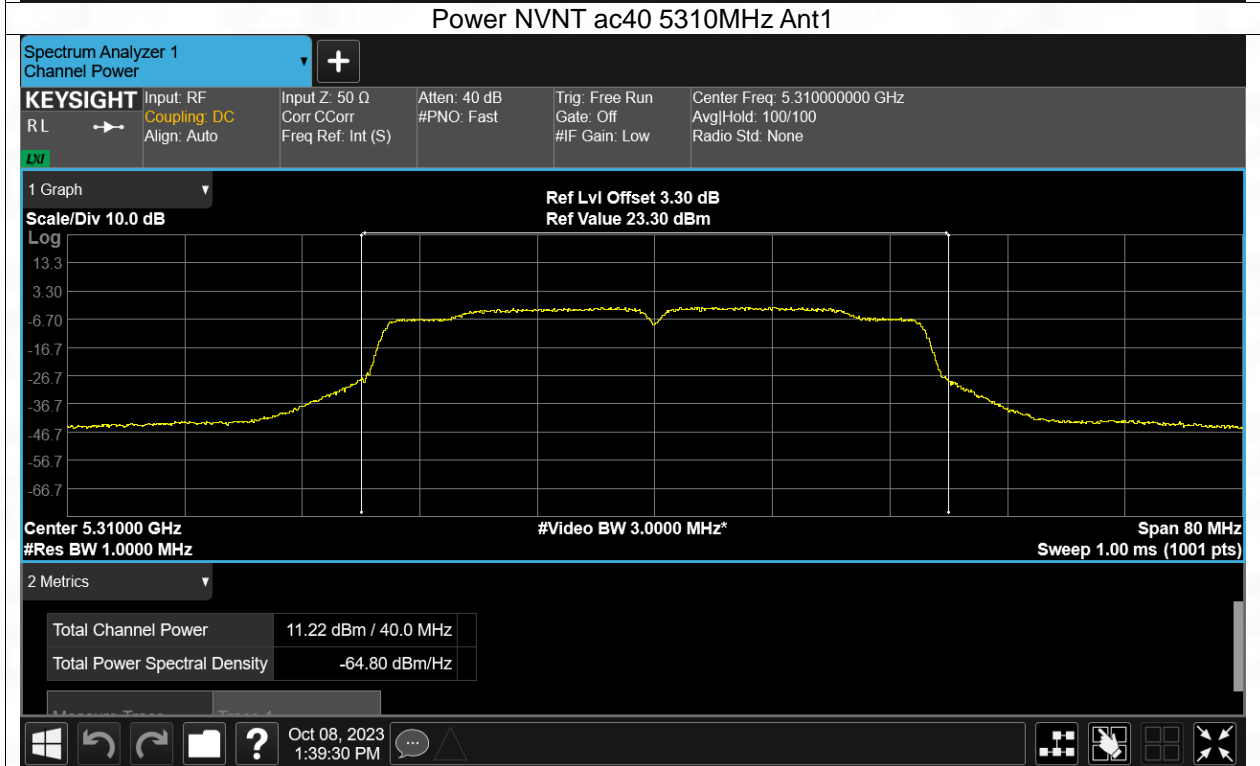 Power NVNT ac40 5310MHz Ant1
Spectrum Analyzer 1
Channel Power
KEYSIGHT
RL
LXI
Input: RF
Coupling: DC
Align: Auto
Input Z: 50 Ω
Corr CCorr
Freq Ref: Int (S)
Atten: 40 dB
#PNO: Fast
Trig: Free Run
Gate: Off
#IF Gain: Low
Center Freq: 5.310000000 GHz
Avg|Hold: 100/100
Radio Std: None
1 Graph
Scale/Div 10.0 dB
Ref Lvl Offset 3.30 dB
Ref Value 23.30 dBm
Log
13.3
3.30
-6.70
-16.7
-26.7
-36.7
-46.7
-56.7
-66.7
Center 5.31000 GHz
#Res BW 1.0000 MHz
#Video BW 3.0000 MHz*
Span 80 MHz
Sweep 1.00 ms (1001 pts)
2 Metrics
Total Channel Power 11.22 dBm / 40.0 MHz
Total Power Spectral Density -64.80 dBm/Hz
Oct 08, 2023
1:39:30 PM